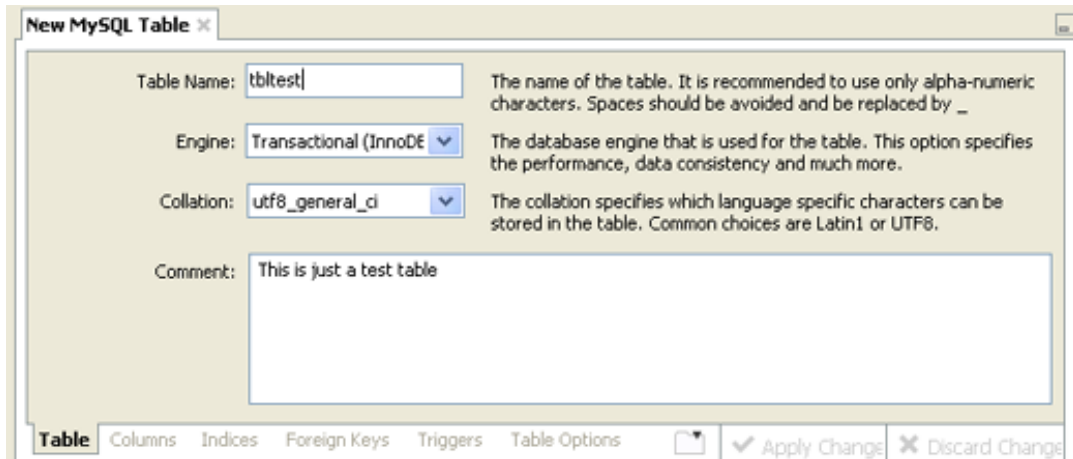 New MySQL Table
Table Name: tbltest
The name of the table. It is recommended to use only alpha-numeric
characters. Spaces should be avoided and be replaced by _
Engine: Transactional (InnoDE
The database engine that is used for the table. This option specifies
the performance, data consistency and much more.
Collation: utf8_general_ci
The collation specifies which language specific characters can be
stored in the table. Common choices are Latin1 or UTF8.
Comment: This is just a test table
Table Columns Indices Foreign Keys Triggers Table Options Apply Change Discard Change